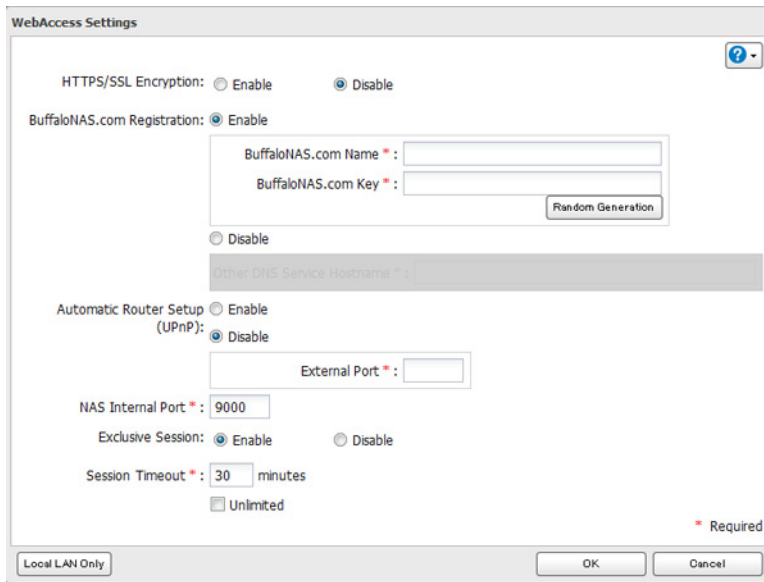 WebAccess Settings
?
HTTPS/SSL Encryption: Enable Disable
BuffaloNAS.com Registration: Enable
BuffaloNAS.com Name * :
BuffaloNAS.com Key * :
Random Generation
Disable
Other DNS Service Hostname * :
Automatic Router Setup Enable
(UPnP):
Disable
External Port * :
NAS Internal Port * : 9000
Exclusive Session: Enable Disable
Session Timeout * : 30 minutes
Unlimited
* Required
Local LAN Only OK Cancel